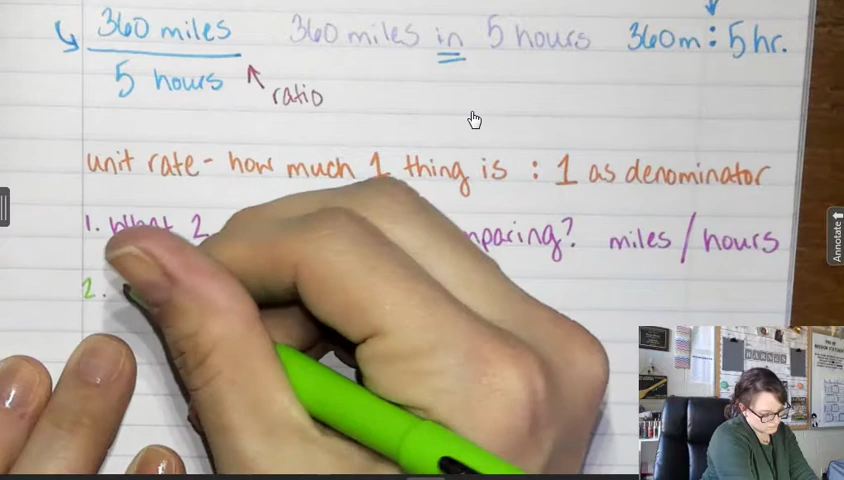 360 miles 360 miles in 5 hours 360m : 5 hr.
5 hours
ratio
unit rate - how much 1 thing is : 1 as denominator
1. What 2 mparing? miles / hours
2.
Annotate